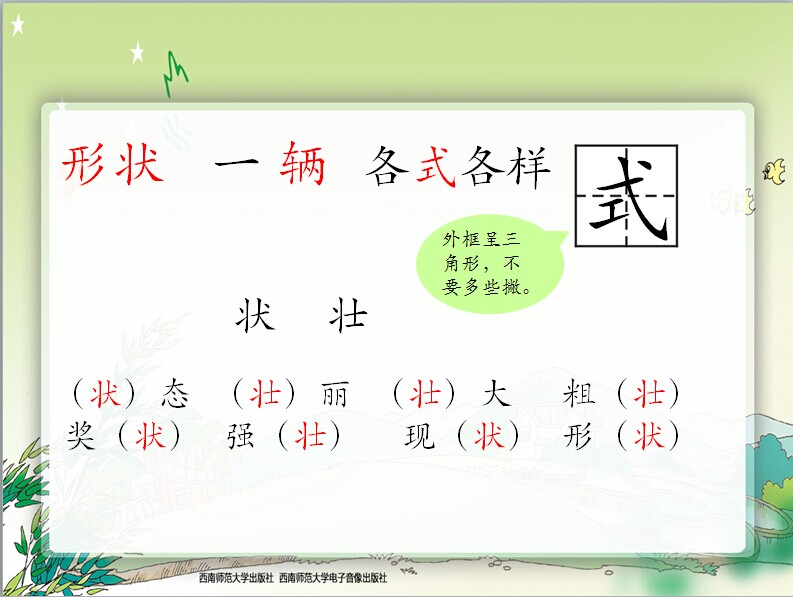 形状 一辆 各式各样 式
外框呈三
角形，不
要多些撇。
状 壮
（状）态 （壮）丽 （壮）大 粗（壮）
奖（状） 强（壮） 现（状） 形（状）
西南师范大学出版社 西南师范大学电子音像出版社